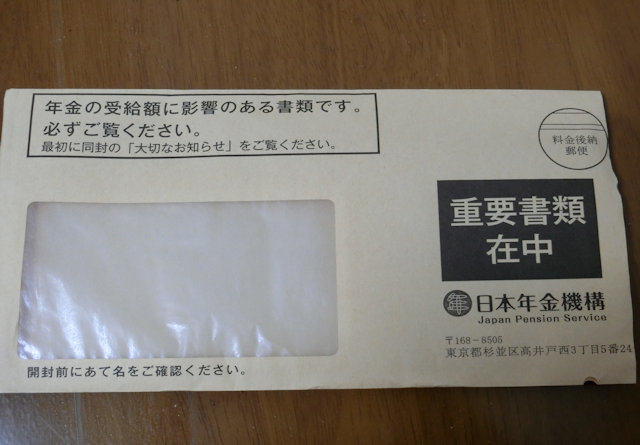 年金の受給額に影響のある書類です。
必ずご覧ください。
最初に同封の「大切なお知らせ」をご覧ください。
料金後納
郵便
重要書類
在中
日本年金機構
Japan Pension Service
〒168-8505
東京都杉並区高井戸西3丁目5番24
開封前にあて名をご確認ください。